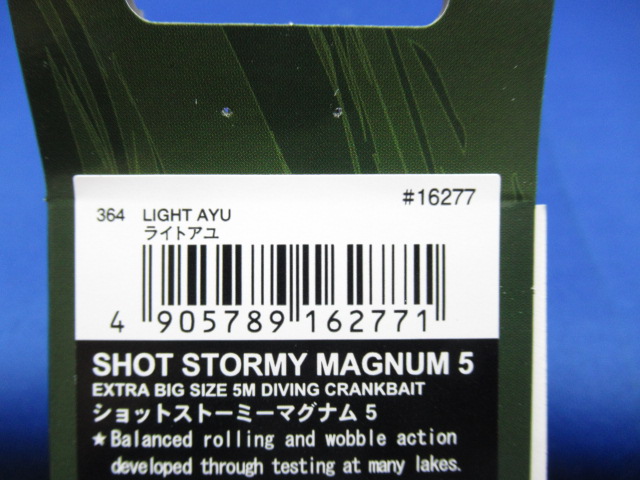 #16277
364 LIGHT AYU
ライトアユ
4 905789 162771
SHOT STORMY MAGNUM 5
EXTRA BIG SIZE 5M DIVING CRANKBAIT
ショットストーミーマグナム 5
★Balanced rolling and wobble action
developed through testing at many lakes.